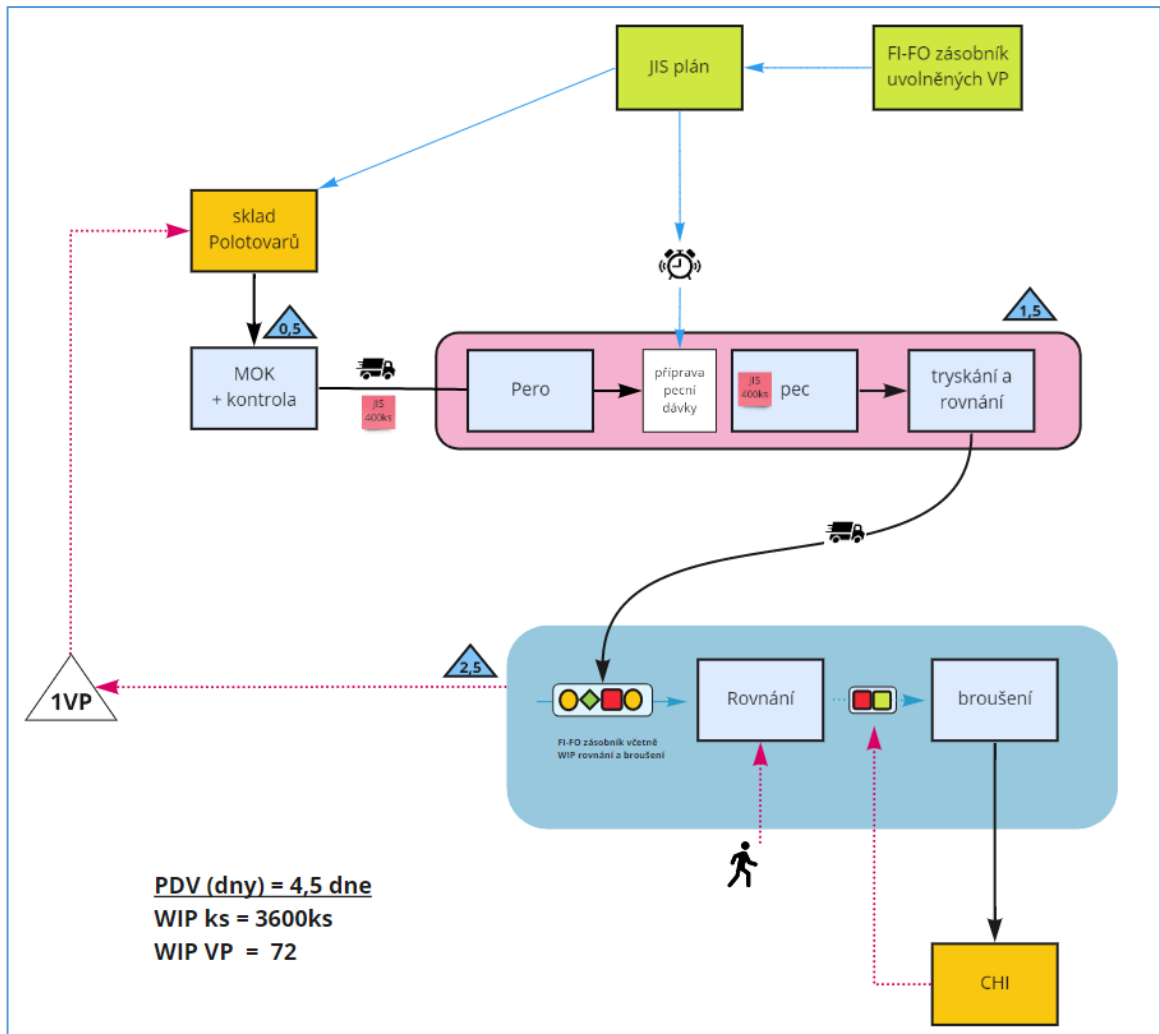 JIS plán
FI-FO zásobník
uvolněných VP
sklad
Polotovarů
0,5
MOK
+ kontrola
JIS
400ks
1,5
Pero
příprava
pecní
dávky
JIS
400ks
pec
tryskání a
rovnání
2,5
1VP
FI-FO zásobník včetně
WIP rovnání a broušení
Rovnání
broušení
PDV (dny) = 4,5 dne
WIP ks = 3600ks
WIP VP = 72
CHI